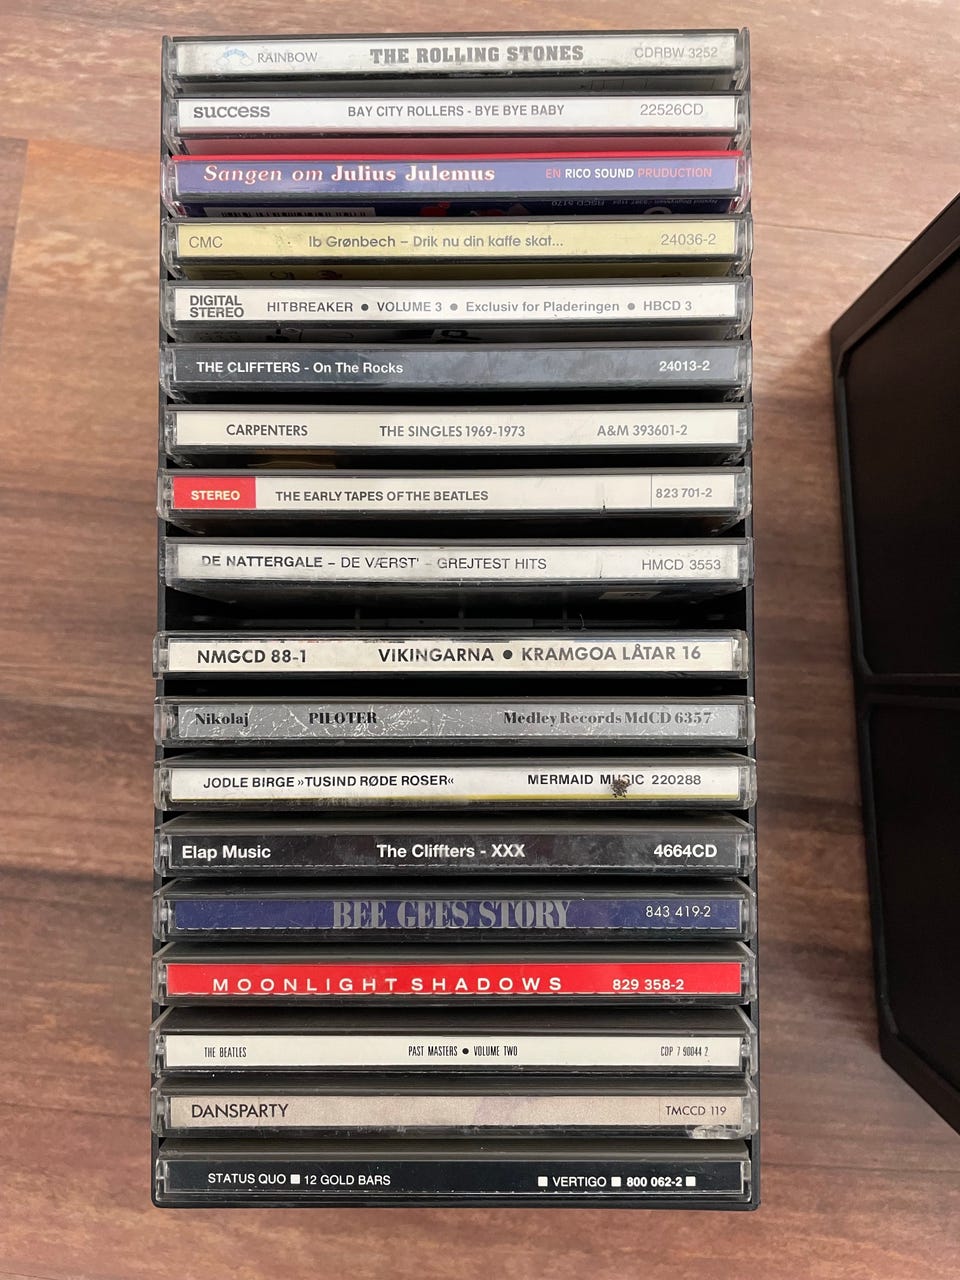 RAINBOW THE ROLLING STONES CDRBW 3252
success BAY CITY ROLLERS - BYE BYE BABY 22526CD
Sangen om Julius Julemus EN RICO SOUND PRUDUCTION
CMC Ib Grønbech – Drik nu din kaffe skat... 24036-2
DIGITAL STEREO HITBREAKER ● VOLUME 3 ● Exclusiv for Pladeringen ● HBCD 3
THE CLIFFTERS - On The Rocks 24013-2
CARPENTERS THE SINGLES 1969-1973 A&M 393601-2
STEREO THE EARLY TAPES OF THE BEATLES 823 701-2
DE NATTERGALE – DE VÆRST' – GREJTEST HITS HMCD 3553
NMGCD 88-1 VIKINGARNA ● KRAMGOA LÅTAR 16
Nikolaj PILOTER Medley Records MdCD 6357
JODLE BIRGE »TUSIND RØDE ROSER« MERMAID MUSIC 220288
Elap Music The Cliffters - XXX 4664CD
BEE GEES STORY 843 419-2
MOONLIGHT SHADOWS 829 358-2
THE BEATLES PAST MASTERS ● VOLUME TWO CDP 7 90044 2
DANSPARTY TMCCD 119
STATUS QUO ■ 12 GOLD BARS ■ VERTIGO ■ 800 062-2 ■